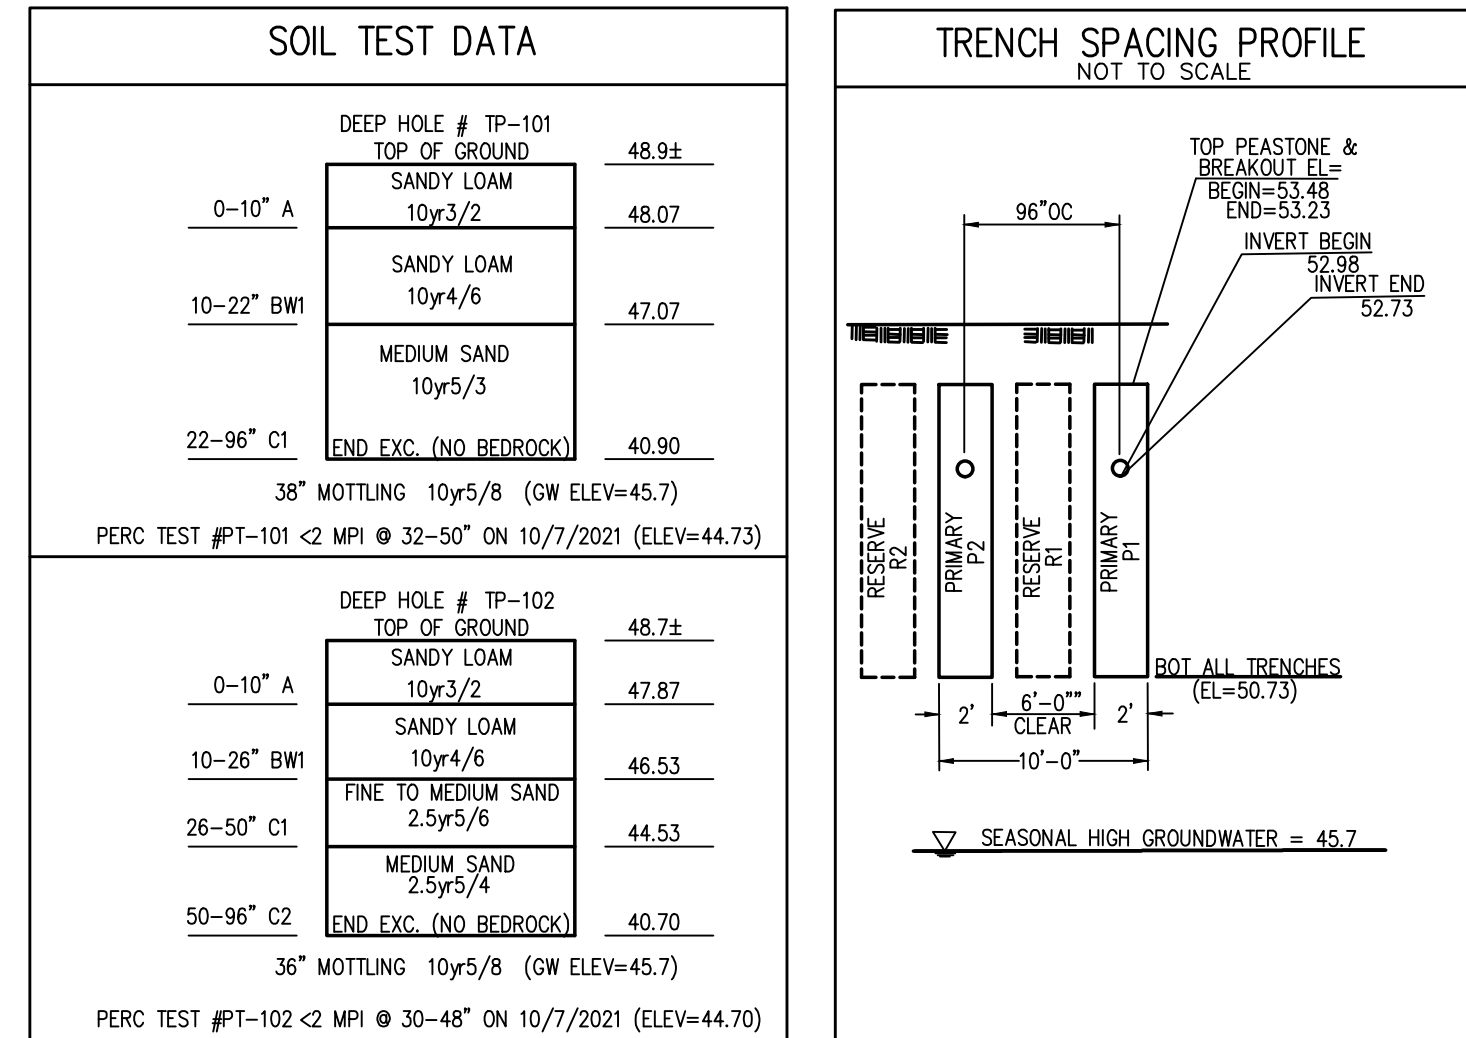 SOIL TEST DATA
DEEP HOLE # TP-101
TOP OF GROUND 48.9±
SANDY LOAM
10yr3/2
0-10" A 48.07
SANDY LOAM
10yr4/6
10-22" BW1 47.07
MEDIUM SAND
10yr5/3
22-96" C1 END EXC. (NO BEDROCK) 40.90
38" MOTTLING 10yr5/8 (GW ELEV=45.7)
PERC TEST #PT-101 <2 MPI @ 32-50" ON 10/7/2021 (ELEV=44.73)
DEEP HOLE # TP-102
TOP OF GROUND 48.7±
SANDY LOAM
10yr3/2
0-10" A 47.87
SANDY LOAM
10yr4/6
10-26" BW1 46.53
FINE TO MEDIUM SAND
2.5yr5/6
26-50" C1 44.53
MEDIUM SAND
2.5yr5/4
50-96" C2 END EXC. (NO BEDROCK) 40.70
36" MOTTLING 10yr5/8 (GW ELEV=45.7)
PERC TEST #PT-102 <2 MPI @ 30-48" ON 10/7/2021 (ELEV=44.70)
TRENCH SPACING PROFILE
NOT TO SCALE
TOP PEASTONE &
BREAKOUT EL=
BEGIN=53.48
END=53.23
96"OC
INVERT BEGIN
52.98
INVERT END
52.73
RESERVE
R2
PRIMARY
P2
RESERVE
R1
PRIMARY
P1
BOT ALL TRENCHES
(EL=50.73)
2' 6'-0"" 2'
CLEAR
10'-0"
SEASONAL HIGH GROUNDWATER = 45.7